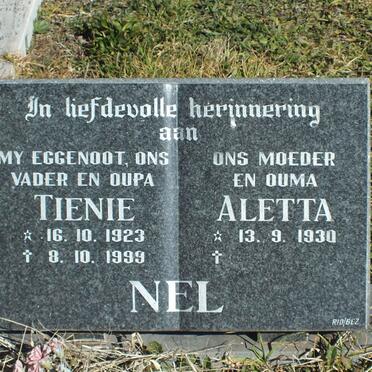 In liefdevolle herinnering
aan
MY EGGENOOT, ONS
VADER EN OUPA
TIENIE
☆ 16. 10. 1923
✝ 8. 10. 1999
ONS MOEDER
EN OUMA
ALETTA
☆ 13. 9. 1930
✝
NEL